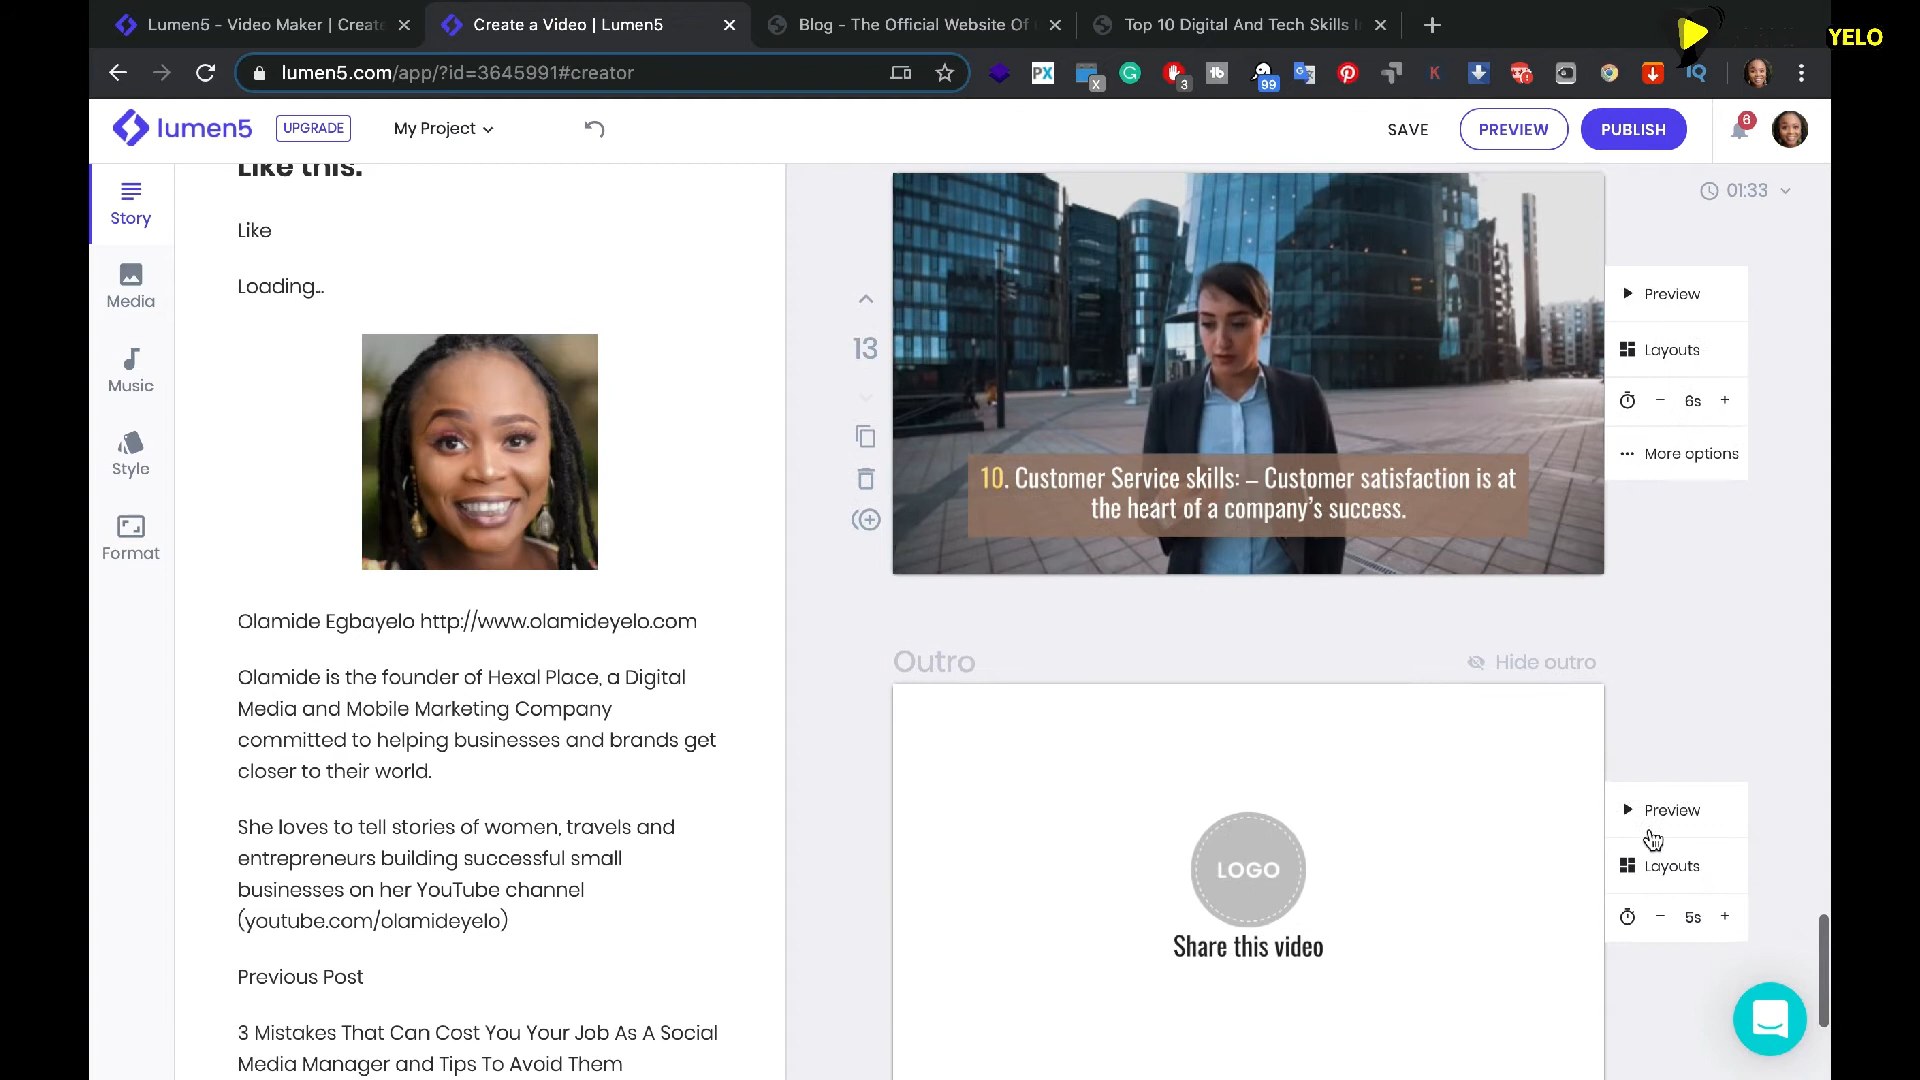 Lumen5 - Video Maker | Create
Create a Video | Lumen5
Blog - The Official Website Of
Top 10 Digital And Tech Skills
YELO
lumen5.com/app/?id=3645991#creator
PX
X
3
99
K
IQ
lumen5
UPGRADE
My Project
SAVE
PREVIEW
PUBLISH
6
Story
Media
Music
Style
Format
Like this:
Like
Loading...
Olamide Egbayelo http://www.olamideyelo.com
Olamide is the founder of Hexal Place, a Digital
Media and Mobile Marketing Company
committed to helping businesses and brands get
closer to their world.
She loves to tell stories of women, travels and
entrepreneurs building successful small
businesses on her YouTube channel
(youtube.com/olamideyelo)
Previous Post
3 Mistakes That Can Cost You Your Job As A Social
Media Manager and Tips To Avoid Them
01:33
13
10. Customer Service skills: – Customer satisfaction is at
the heart of a company's success.
Preview
Layouts
6s
More options
Outro
Hide outro
LOGO
Share this video
Preview
Layouts
5s